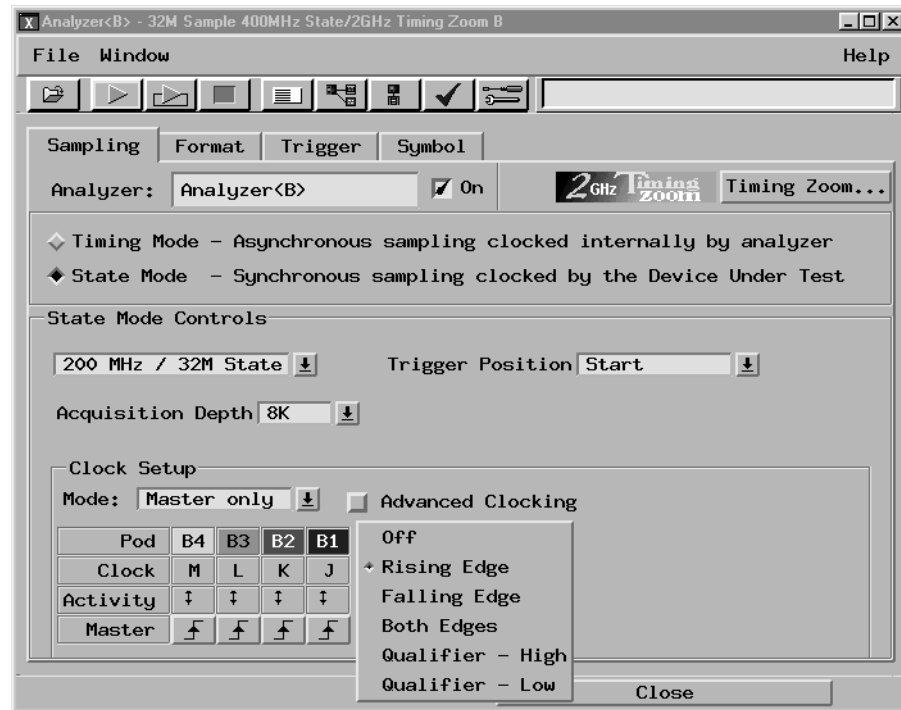 Analyzer<B> - 32M Sample 400MHz State/2GHz Timing Zoom B
File Window Help
Sampling Format Trigger Symbol
Analyzer: Analyzer<B> On 2 GHz Timing zoom Timing Zoom...
Timing Mode - Asynchronous sampling clocked internally by analyzer
State Mode - Synchronous sampling clocked by the Device Under Test
State Mode Controls
200 MHz / 32M State Trigger Position Start
Acquisition Depth 8K
Clock Setup
Mode: Master only Advanced Clocking
Pod B4 B3 B2 B1
Clock M L K J
Activity
Master
Off
Rising Edge
Falling Edge
Both Edges
Qualifier - High
Qualifier - Low
Close